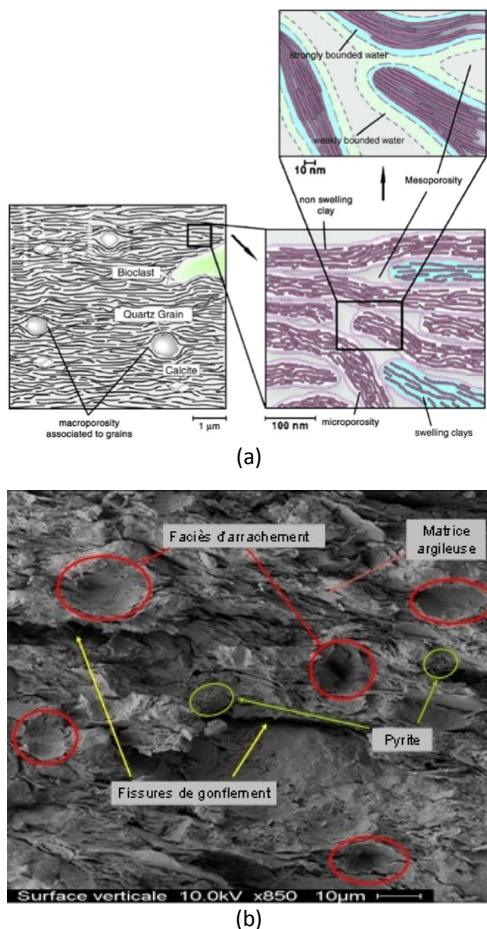 strongly bounded water
weakly bounded water
10 nm
Mesoporosity
non swelling
clay
Bioclast
Quartz Grain
Calcite
macroporosity
associated to grains
1 μm
100 nm
microporosity
swelling clays
(a)
Faciès d'arrachement
Matrice
argileuse
Pyrite
Fissures de gonflement
Surface verticale 10.0kV x850 10μm
(b)